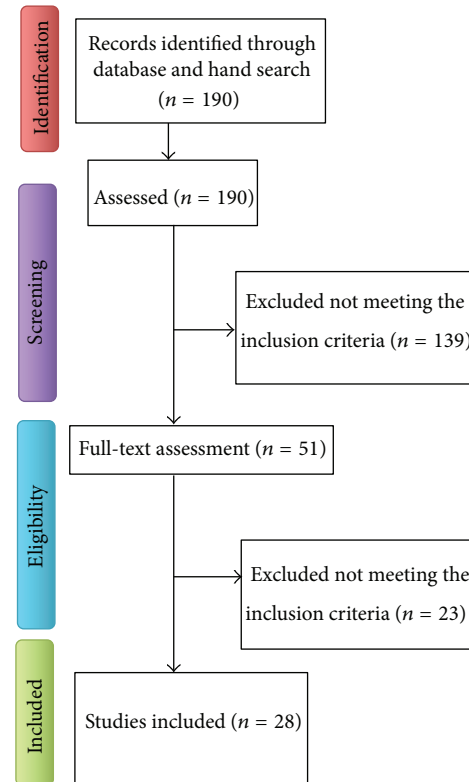 Identification
Records identified through
database and hand search
(n = 190)
Screening
Assessed (n = 190)
Excluded not meeting the
inclusion criteria (n = 139)
Eligibility
Full-text assessment (n = 51)
Excluded not meeting the
inclusion criteria (n = 23)
Included
Studies included (n = 28)